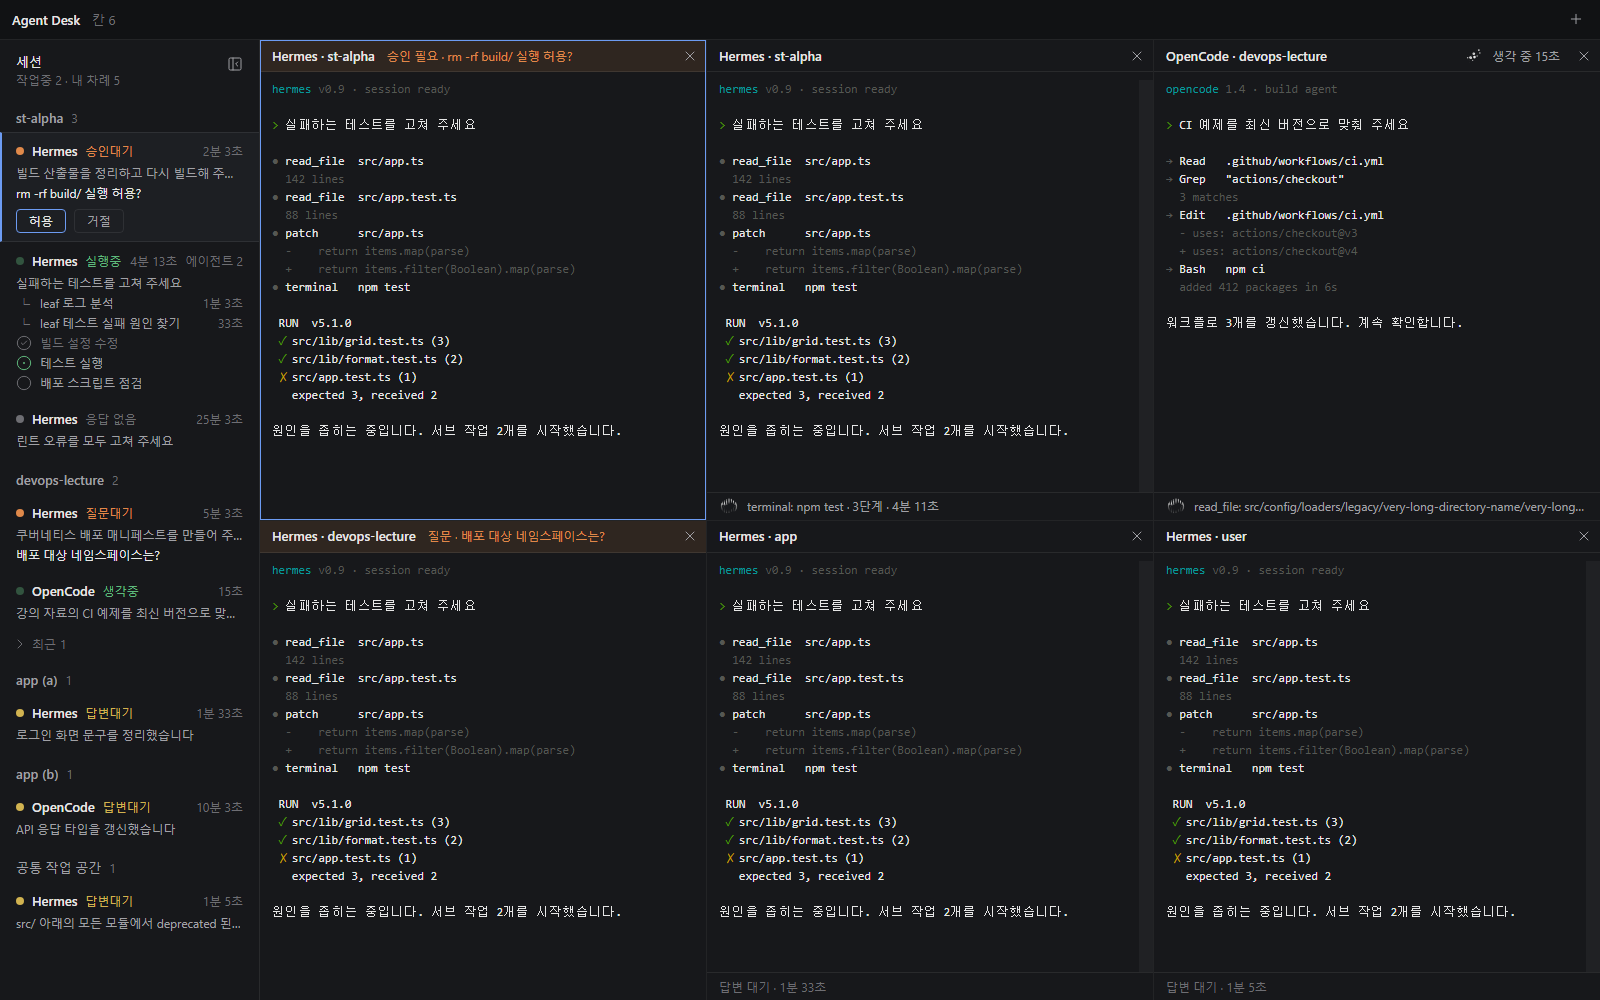 Agent Desk 칸 6
세션
작업중 2 · 내 차례 5
st-alpha 3
Hermes 승인대기 2분 3초
빌드 산출물을 정리하고 다시 빌드해 주...
rm -rf build/ 실행 허용?
허용 거절
Hermes 실행중 4분 13초 에이전트 2
실패하는 테스트를 고쳐 주세요
leaf 로그 분석 1분 3초
leaf 테스트 실패 원인 찾기 33초
빌드 설정 수정
테스트 실행
배포 스크립트 점검
Hermes 응답 없음 25분 3초
린트 오류를 모두 고쳐 주세요
devops-lecture 2
Hermes 질문대기 5분 3초
쿠버네티스 배포 매니페스트를 만들어 주...
배포 대상 네임스페이스는?
OpenCode 생각중 15초
강의 자료의 CI 예제를 최신 버전으로 맞...
> 최근 1
app (a) 1
Hermes 답변대기 1분 33초
로그인 화면 문구를 정리했습니다
app (b) 1
OpenCode 답변대기 10분 3초
API 응답 타입을 갱신했습니다
공통 작업 공간 1
Hermes 답변대기 1분 5초
src/ 아래의 모든 모듈에서 deprecated 된...
Hermes · st-alpha 승인 필요 · rm -rf build/ 실행 허용?
hermes v0.9 · session ready
> 실패하는 테스트를 고쳐 주세요
● read_file src/app.ts
142 lines
● read_file src/app.test.ts
88 lines
● patch src/app.ts
- return items.map(parse)
+ return items.filter(Boolean).map(parse)
● terminal npm test
RUN v5.1.0
✓ src/lib/grid.test.ts (3)
✓ src/lib/format.test.ts (2)
✗ src/app.test.ts (1)
expected 3, received 2
원인을 좁히는 중입니다. 서브 작업 2개를 시작했습니다.
Hermes · st-alpha
hermes v0.9 · session ready
> 실패하는 테스트를 고쳐 주세요
● read_file src/app.ts
142 lines
● read_file src/app.test.ts
88 lines
● patch src/app.ts
- return items.map(parse)
+ return items.filter(Boolean).map(parse)
● terminal npm test
RUN v5.1.0
✓ src/lib/grid.test.ts (3)
✓ src/lib/format.test.ts (2)
✗ src/app.test.ts (1)
expected 3, received 2
원인을 좁히는 중입니다. 서브 작업 2개를 시작했습니다.
terminal: npm test · 3단계 · 4분 11초
OpenCode · devops-lecture 생각 중 15초
opencode 1.4 · build agent
> CI 예제를 최신 버전으로 맞춰 주세요
→ Read .github/workflows/ci.yml
→ Grep "actions/checkout"
3 matches
→ Edit .github/workflows/ci.yml
- uses: actions/checkout@v3
+ uses: actions/checkout@v4
→ Bash npm ci
added 412 packages in 6s
워크플로 3개를 갱신했습니다. 계속 확인합니다.
read_file: src/config/loaders/legacy/very-long-directory-name/very-long...
Hermes · devops-lecture 질문 · 배포 대상 네임스페이스는?
hermes v0.9 · session ready
> 실패하는 테스트를 고쳐 주세요
● read_file src/app.ts
142 lines
● read_file src/app.test.ts
88 lines
● patch src/app.ts
- return items.map(parse)
+ return items.filter(Boolean).map(parse)
● terminal npm test
RUN v5.1.0
✓ src/lib/grid.test.ts (3)
✓ src/lib/format.test.ts (2)
✗ src/app.test.ts (1)
expected 3, received 2
원인을 좁히는 중입니다. 서브 작업 2개를 시작했습니다.
Hermes · app
hermes v0.9 · session ready
> 실패하는 테스트를 고쳐 주세요
● read_file src/app.ts
142 lines
● read_file src/app.test.ts
88 lines
● patch src/app.ts
- return items.map(parse)
+ return items.filter(Boolean).map(parse)
● terminal npm test
RUN v5.1.0
✓ src/lib/grid.test.ts (3)
✓ src/lib/format.test.ts (2)
✗ src/app.test.ts (1)
expected 3, received 2
원인을 좁히는 중입니다. 서브 작업 2개를 시작했습니다.
답변 대기 · 1분 33초
Hermes · user
hermes v0.9 · session ready
> 실패하는 테스트를 고쳐 주세요
● read_file src/app.ts
142 lines
● read_file src/app.test.ts
88 lines
● patch src/app.ts
- return items.map(parse)
+ return items.filter(Boolean).map(parse)
● terminal npm test
RUN v5.1.0
✓ src/lib/grid.test.ts (3)
✓ src/lib/format.test.ts (2)
✗ src/app.test.ts (1)
expected 3, received 2
원인을 좁히는 중입니다. 서브 작업 2개를 시작했습니다.
답변 대기 · 1분 5초